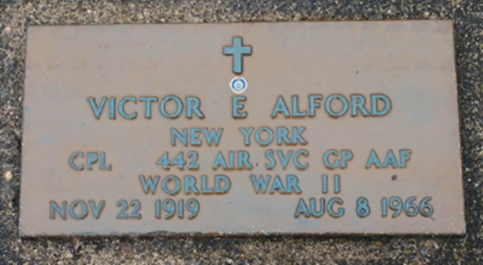 VICTOR E ALFORD
NEW YORK
CPL 442 AIR SVC GP AAF
WORLD WAR II
NOV 22 1919 AUG 8 1966